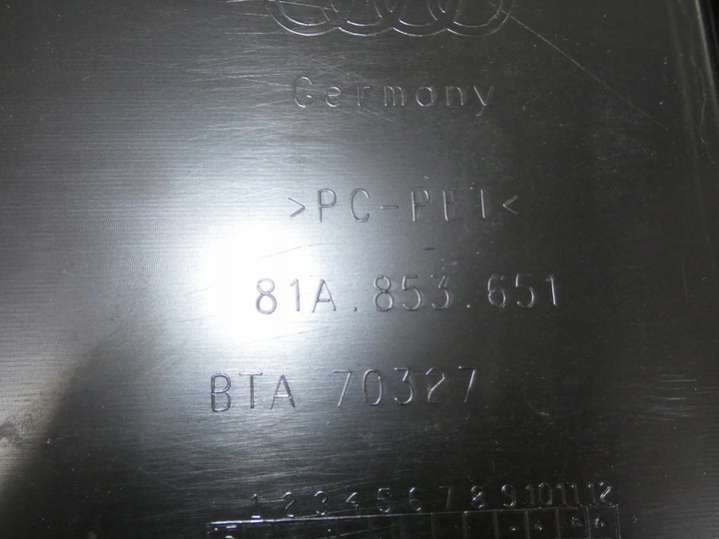 Germany
>PC-PET<
81A.853.651
BTA 70327
1 2 3 4 5 6 7 8 9 10 11 12